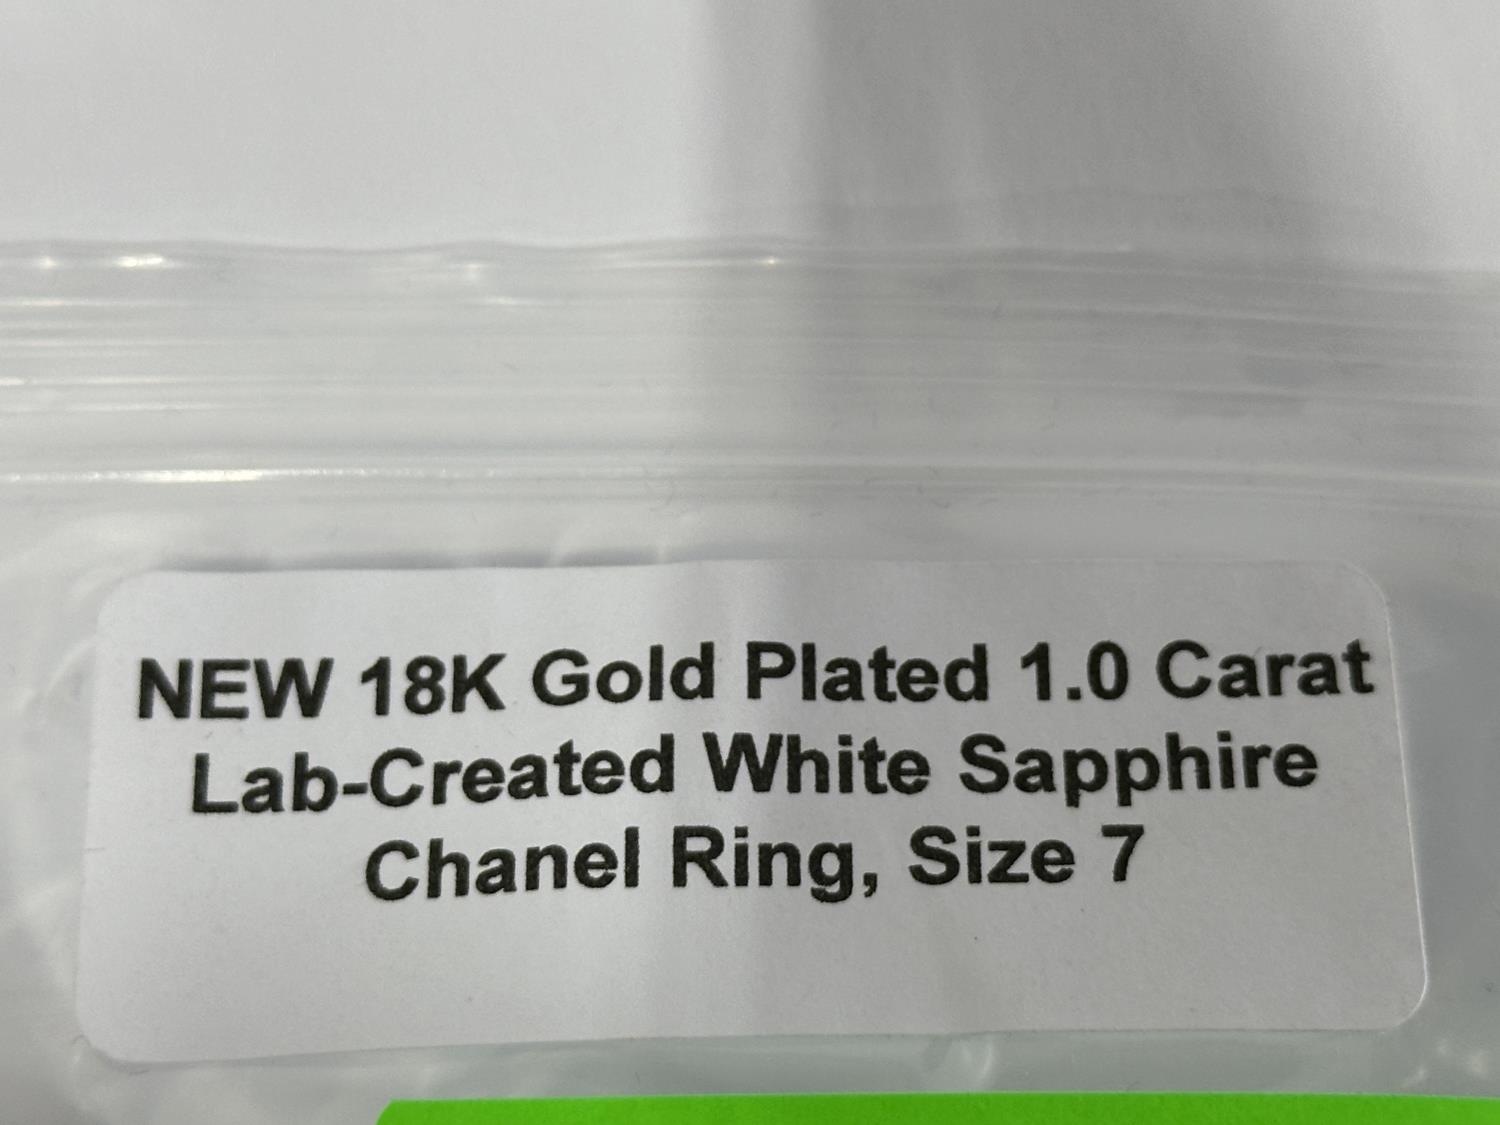 NEW 18K Gold Plated 1.0 Carat
Lab-Created White Sapphire
Chanel Ring, Size 7